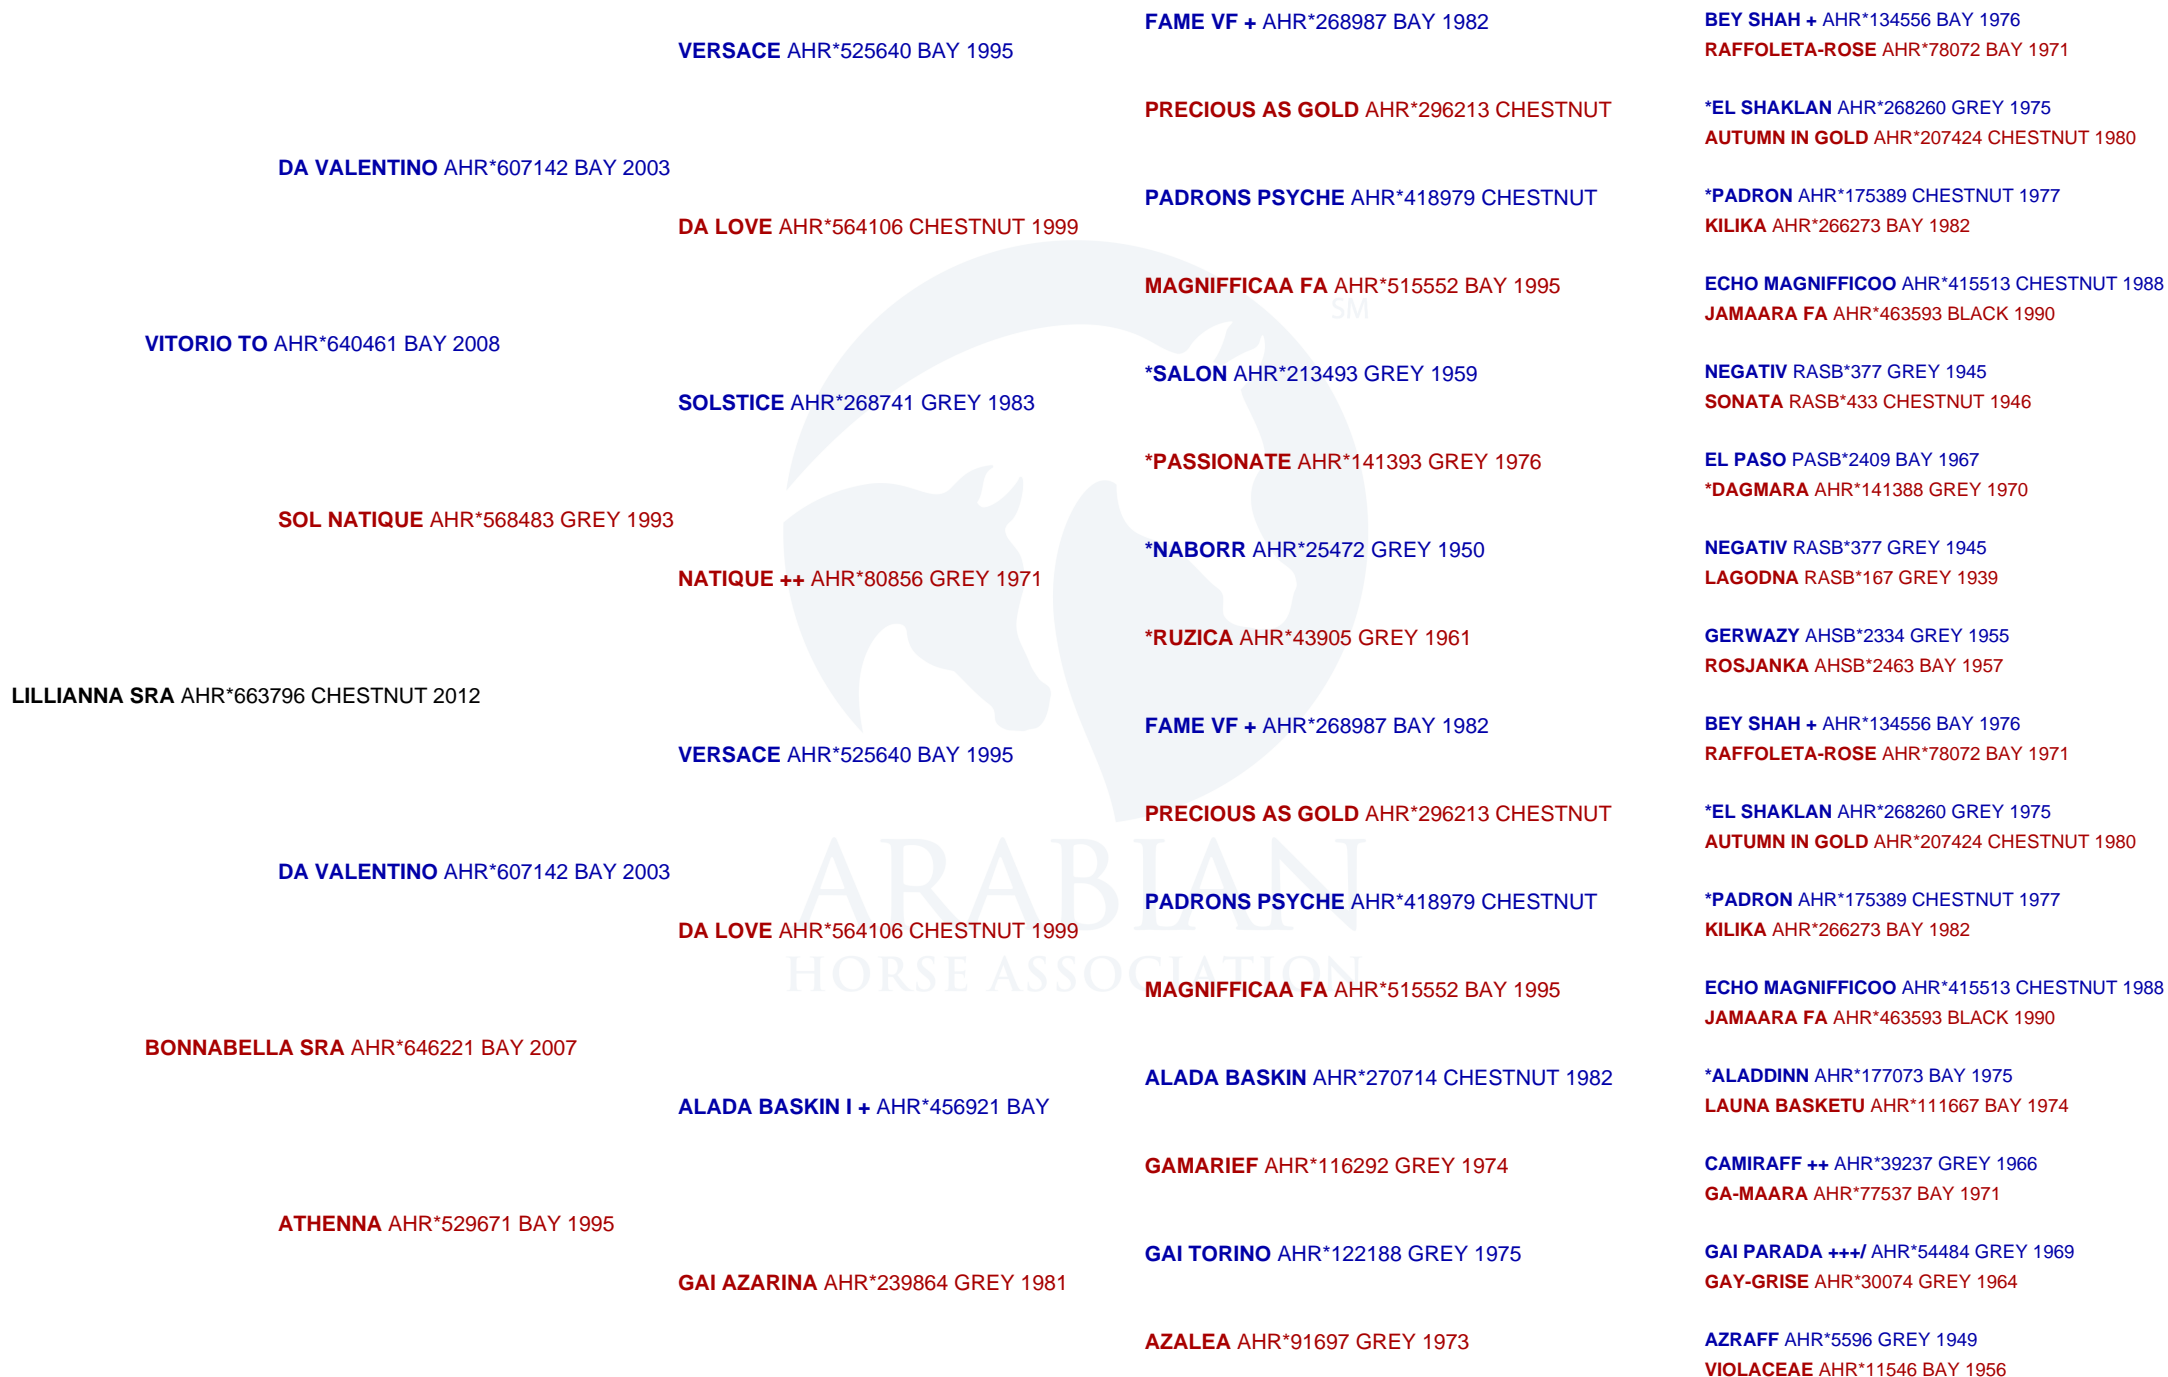 FAME VF + AHR*268987 BAY 1982
BEY SHAH + AHR*134556 BAY 1976
VERSACE AHR*525640 BAY 1995
RAFFOLETA-ROSE AHR*78072 BAY 1971
PRECIOUS AS GOLD AHR*296213 CHESTNUT
*EL SHAKLAN AHR*268260 GREY 1975
AUTUMN IN GOLD AHR*207424 CHESTNUT 1980
DA VALENTINO AHR*607142 BAY 2003
PADRONS PSYCHE AHR*418979 CHESTNUT
*PADRON AHR*175389 CHESTNUT 1977
DA LOVE AHR*564106 CHESTNUT 1999
KILIKA AHR*266273 BAY 1982
MAGNIFFICAA FA AHR*515552 BAY 1995
ECHO MAGNIFFICOO AHR*415513 CHESTNUT 1988
SM
JAMAARA FA AHR*463593 BLACK 1990
VITORIO TO AHR*640461 BAY 2008
*SALON AHR*213493 GREY 1959
NEGATIV RASB*377 GREY 1945
SOLSTICE AHR*268741 GREY 1983
SONATA RASB*433 CHESTNUT 1946
*PASSIONATE AHR*141393 GREY 1976
EL PASO PASB*2409 BAY 1967
*DAGMARA AHR*141388 GREY 1970
SOL NATIQUE AHR*568483 GREY 1993
*NABORR AHR*25472 GREY 1950
NEGATIV RASB*377 GREY 1945
NATIQUE ++ AHR*80856 GREY 1971
LAGODNA RASB*167 GREY 1939
*RUZICA AHR*43905 GREY 1961
GERWAZY AHSB*2334 GREY 1955
ROSJANKA AHSB*2463 BAY 1957
LILLIANNA SRA AHR*663796 CHESTNUT 2012
FAME VF + AHR*268987 BAY 1982
BEY SHAH + AHR*134556 BAY 1976
VERSACE AHR*525640 BAY 1995
RAFFOLETA-ROSE AHR*78072 BAY 1971
PRECIOUS AS GOLD AHR*296213 CHESTNUT
*EL SHAKLAN AHR*268260 GREY 1975
AUTUMN IN GOLD AHR*207424 CHESTNUT 1980
DA VALENTINO AHR*607142 BAY 2003
ARABIAN
PADRONS PSYCHE AHR*418979 CHESTNUT
*PADRON AHR*175389 CHESTNUT 1977
DA LOVE AHR*564106 CHESTNUT 1999
KILIKA AHR*266273 BAY 1982
HORSE ASSOCIATION
MAGNIFFICAA FA AHR*515552 BAY 1995
ECHO MAGNIFFICOO AHR*415513 CHESTNUT 1988
JAMAARA FA AHR*463593 BLACK 1990
BONNABELLA SRA AHR*646221 BAY 2007
ALADA BASKIN AHR*270714 CHESTNUT 1982
*ALADDINN AHR*177073 BAY 1975
ALADA BASKIN I + AHR*456921 BAY
LAUNA BASKETU AHR*111667 BAY 1974
GAMARIEF AHR*116292 GREY 1974
CAMIRAFF ++ AHR*39237 GREY 1966
GA-MAARA AHR*77537 BAY 1971
ATHENNA AHR*529671 BAY 1995
GAI TORINO AHR*122188 GREY 1975
GAI PARADA +++/ AHR*54484 GREY 1969
GAI AZARINA AHR*239864 GREY 1981
GAY-GRISE AHR*30074 GREY 1964
AZALEA AHR*91697 GREY 1973
AZRAFF AHR*5596 GREY 1949
VIOLACEAE AHR*11546 BAY 1956